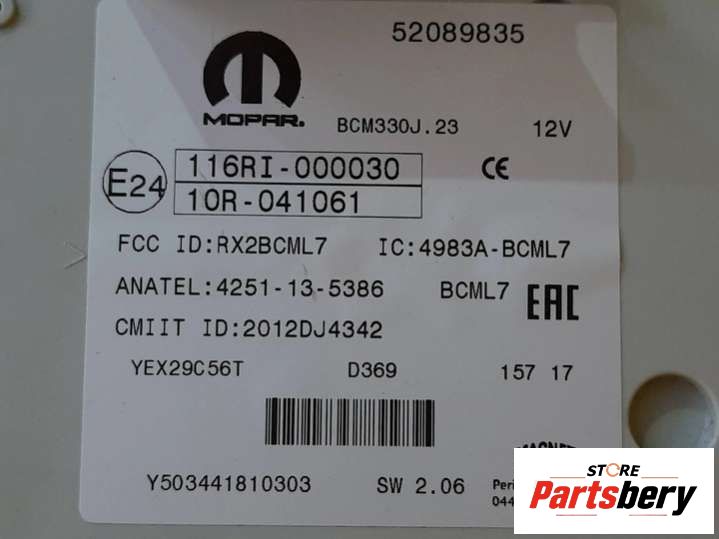 52089835
MOPAR.
BCM330J.23 12V
E24 116RI-000030 CE
10R-041061
FCC ID:RX2BCML7 IC:4983A-BCML7
ANATEL:4251-13-5386 BCML7 EAC
CMIIT ID:2012DJ4342
YEX29C56T D369 157 17
Y503441810303 SW 2.06
STORE
Partsbery